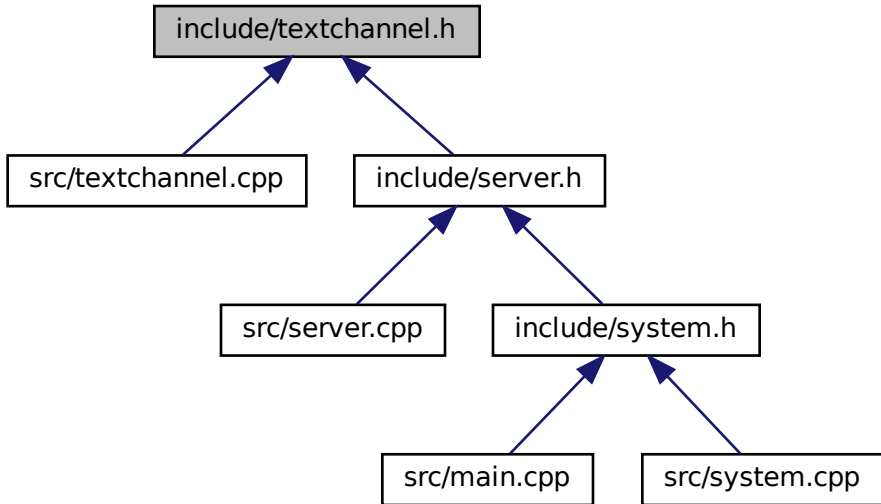 include/textchannel.h
src/textchannel.cpp
include/server.h
src/server.cpp
include/system.h
src/main.cpp
src/system.cpp